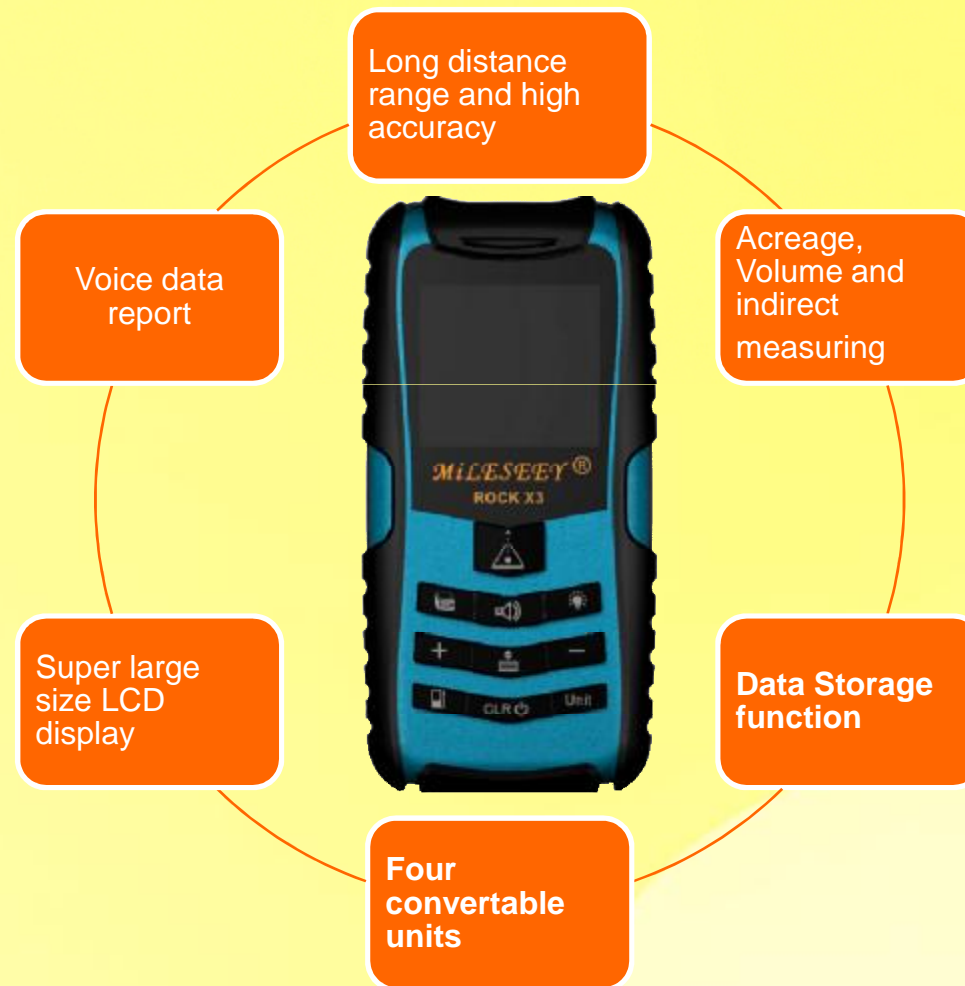 Long distance
range and high
accuracy
Voice data
report
Acreage,
Volume and
indirect
measuring
MiLESEEY ®
ROCK X3
+
−
CLR
Unit
Super large
size LCD
display
Data Storage
function
Four
convertable
units